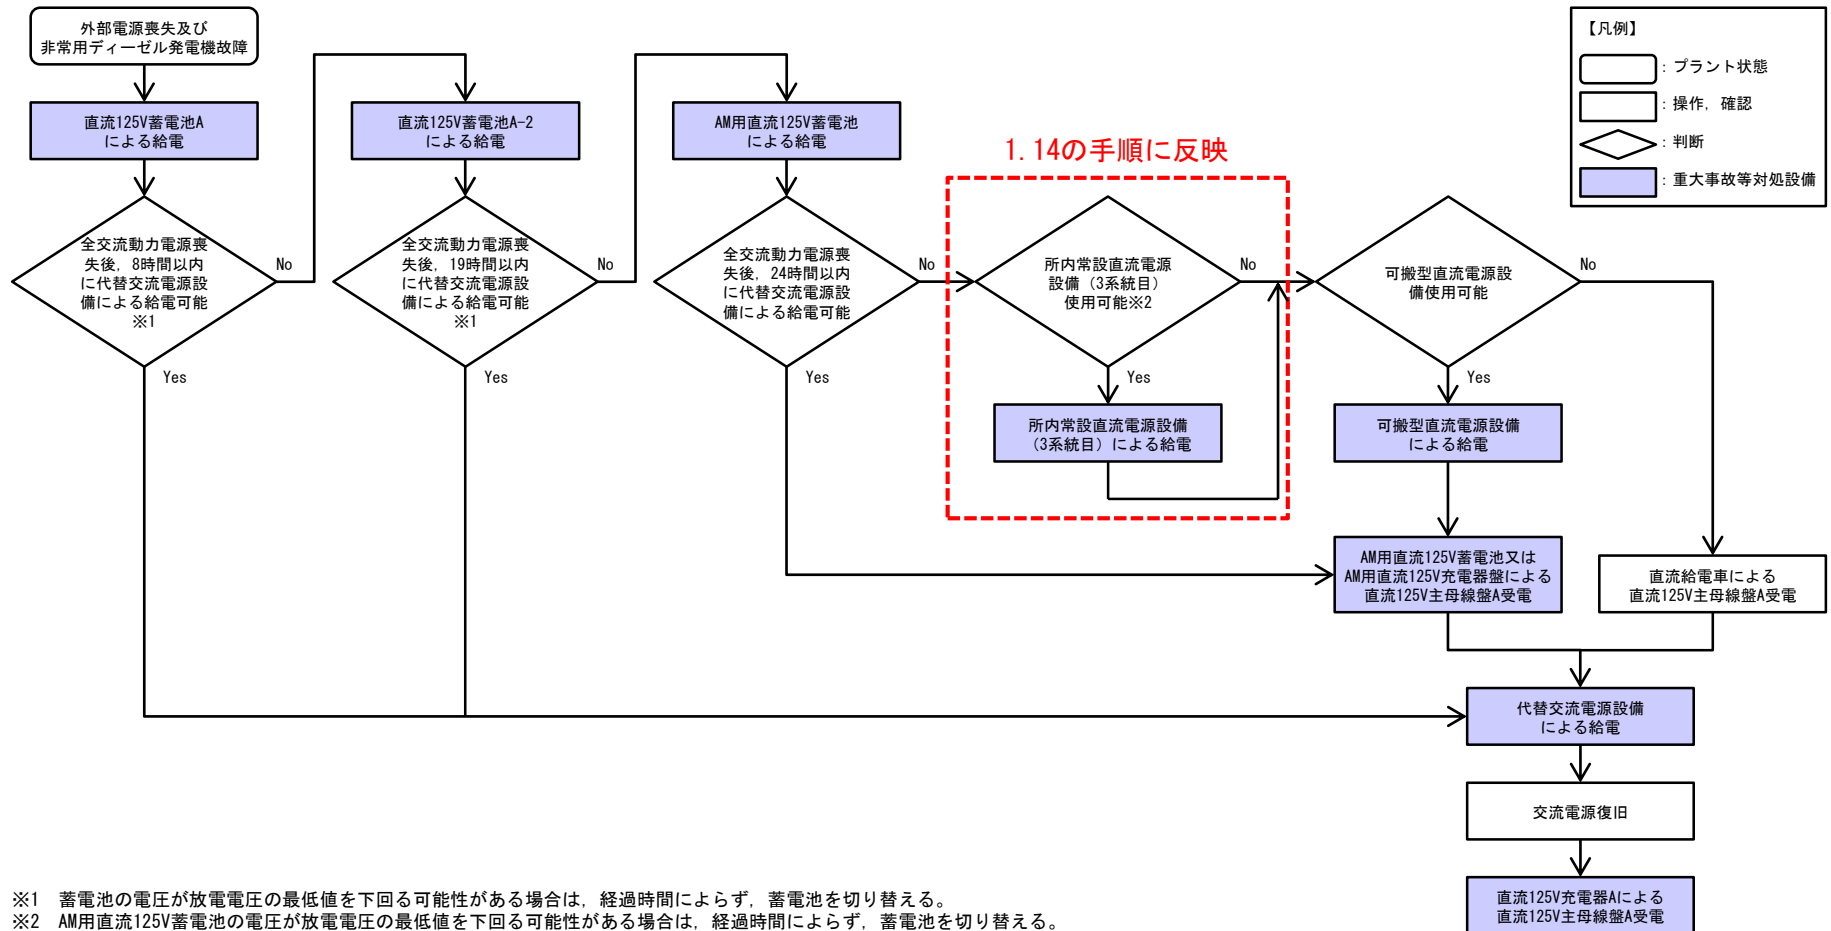 外部電源喪失及び
非常用ディーゼル発電機故障
直流125V蓄電池A
による給電
全交流動力電源喪
失後，8時間以内
に代替交流電源設
備による給電可能
※1
No
Yes
直流125V蓄電池A-2
による給電
全交流動力電源喪
失後，19時間以内
に代替交流電源設
備による給電可能
※1
No
Yes
AM用直流125V蓄電池
による給電
全交流動力電源喪
失後，24時間以内
に代替交流電源設
備による給電可能
No
Yes
1.14の手順に反映
所内常設直流電源
設備（3系統目）
使用可能※2
No
Yes
所内常設直流電源設備
（3系統目）による給電
可搬型直流電源設
備使用可能
No
Yes
可搬型直流電源設備
による給電
AM用直流125V蓄電池又は
AM用直流125V充電器盤による
直流125V主母線盤A受電
直流給電車による
直流125V主母線盤A受電
代替交流電源設備
による給電
交流電源復旧
直流125V充電器Aによる
直流125V主母線盤A受電
【凡例】
：プラント状態
：操作，確認
：判断
：重大事故等対処設備
※1　蓄電池の電圧が放電電圧の最低値を下回る可能性がある場合は，経過時間によらず，蓄電池を切り替える。
※2　AM用直流125V蓄電池の電圧が放電電圧の最低値を下回る可能性がある場合は，経過時間によらず，蓄電池を切り替える。